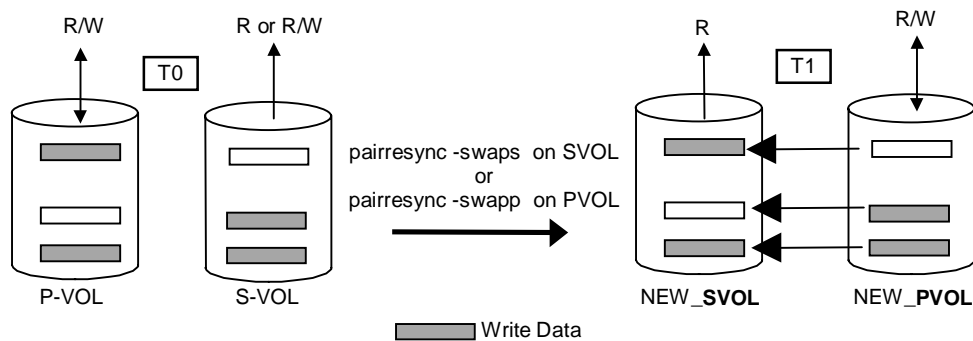 R/W
R or R/W
T0
P-VOL
S-VOL
pairresync -swaps on SVOL
or
pairresync -swapp on PVOL
R
R/W
T1
NEW_SVOL
NEW_PVOL
Write Data